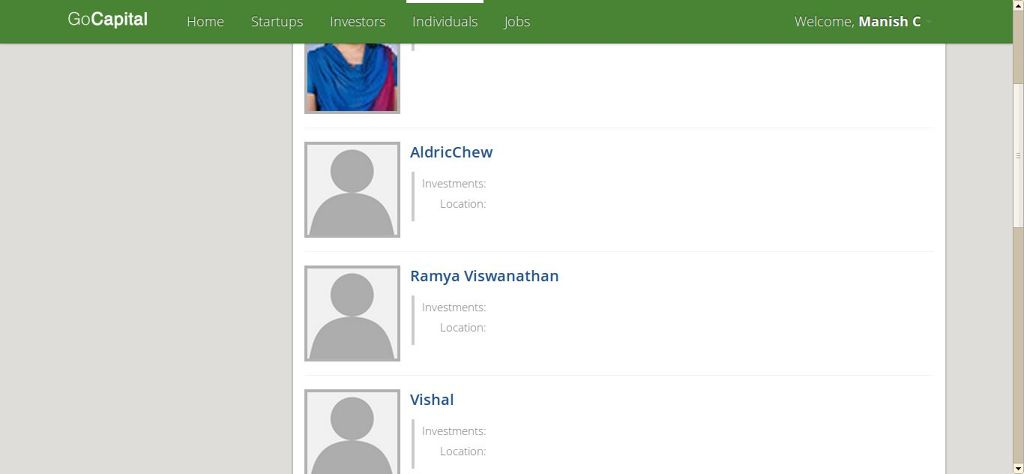 GoCapital Home Startups Investors Individuals Jobs Welcome, Manish C
AldricChew
Investments:
Location:
Ramya Viswanathan
Investments:
Location:
Vishal
Investments:
Location: